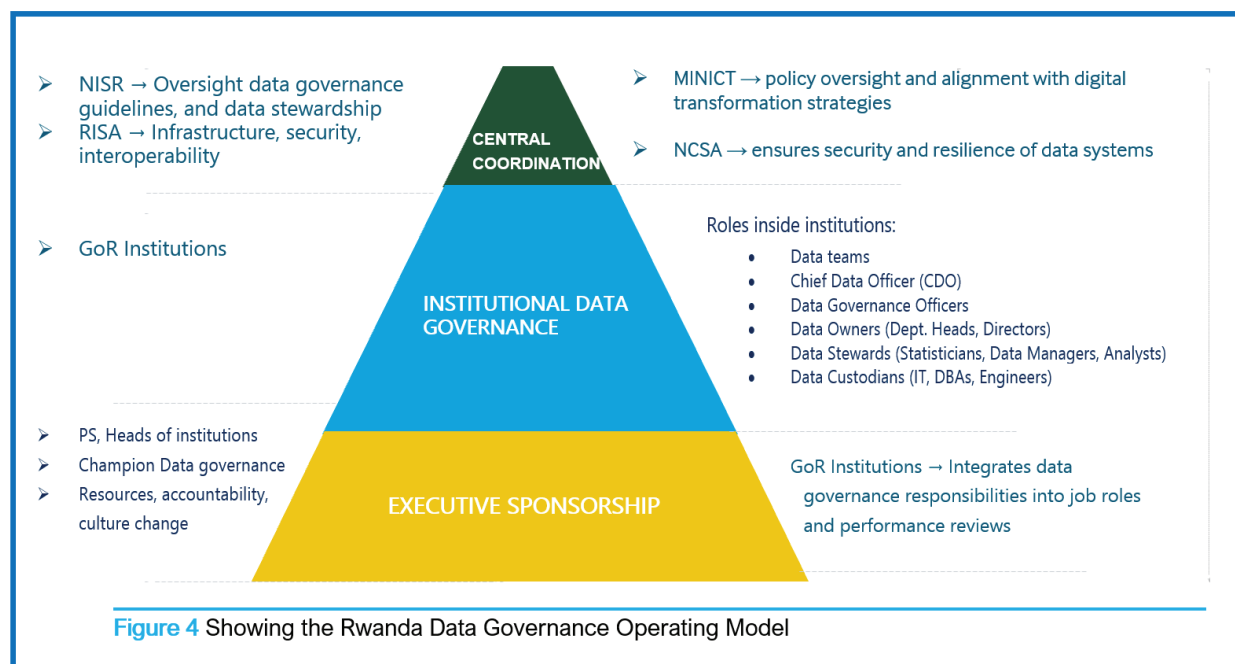 ➢ NISR → Oversight data governance
guidelines, and data stewardship
➢ RISA → Infrastructure, security,
interoperability
CENTRAL
COORDINATION
➢ MINICT → policy oversight and alignment with digital
transformation strategies
➢ NCSA → ensures security and resilience of data systems
➢ GoR Institutions
INSTITUTIONAL DATA
GOVERNANCE
Roles inside institutions:
• Data teams
• Chief Data Officer (CDO)
• Data Governance Officers
• Data Owners (Dept. Heads, Directors)
• Data Stewards (Statisticians, Data Managers, Analysts)
• Data Custodians (IT, DBAs, Engineers)
➢ PS, Heads of institutions
➢ Champion Data governance
➢ Resources, accountability,
culture change
EXECUTIVE SPONSORSHIP
GoR Institutions → Integrates data
governance responsibilities into job roles
and performance reviews
Figure 4 Showing the Rwanda Data Governance Operating Model